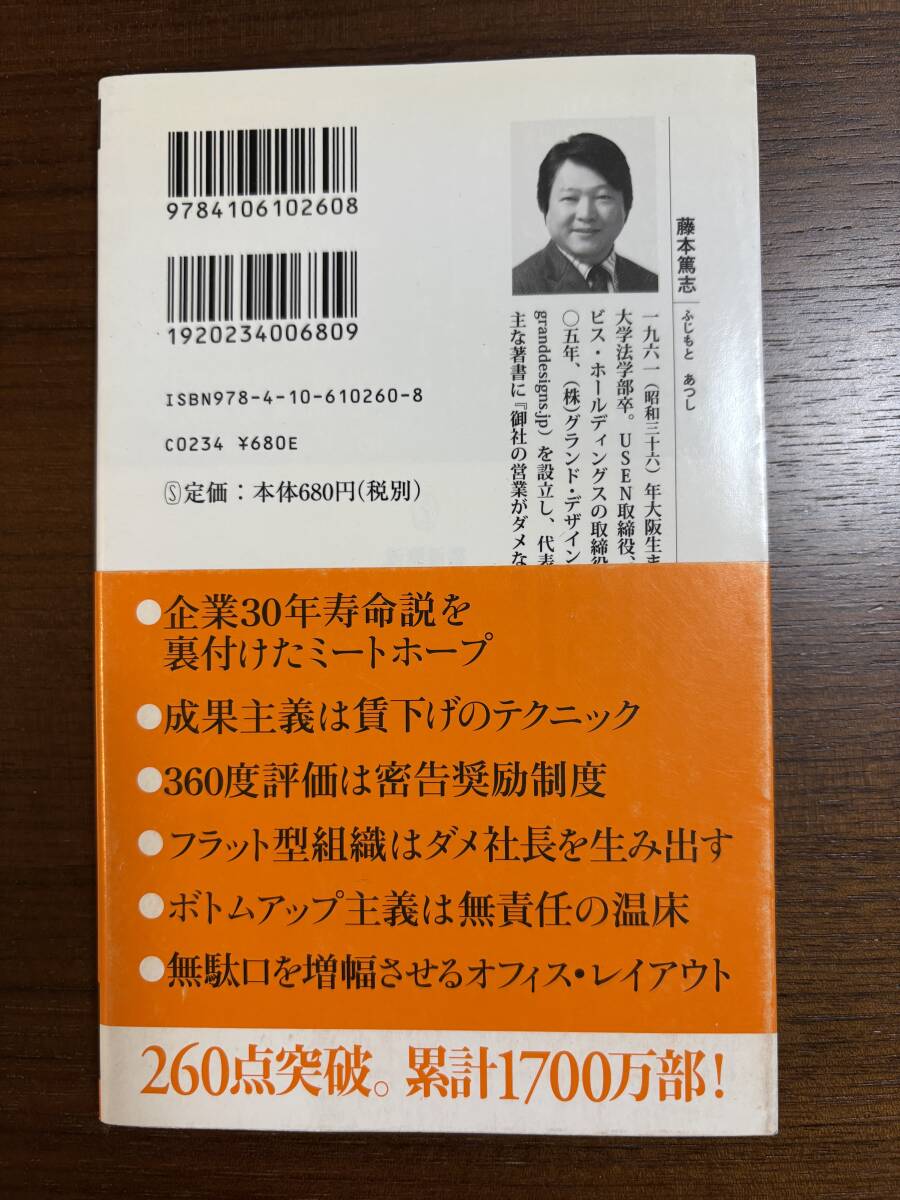 9784106102608
1920234006809
ISBN978-4-10-610260-8
C0234 ¥680E
Ⓢ定価：本体680円(税別)
藤本篤志
ふじもと あつし
一九六一（昭和三十六）年大阪生ま
大学法学部卒。USEN取締役、
ビス・ホールディングスの取締役
〇五年、（株）グランド・デザイン
granddesigns.jp）を設立し、代表
主な著書に『御社の営業がダメな
●企業30年寿命説を
裏付けたミートホープ
●成果主義は賃下げのテクニック
●360度評価は密告奨励制度
●フラット型組織はダメ社長を生み出す
●ボトムアップ主義は無責任の温床
●無駄口を増幅させるオフィス・レイアウト
260点突破。累計1700万部！